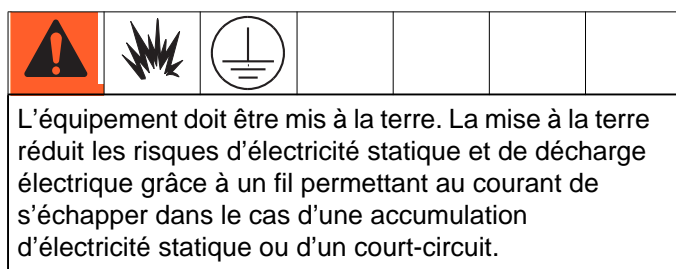 L’équipement doit être mis à la terre. La mise à la terre
réduit les risques d’électricité statique et de décharge
électrique grâce à un fil permettant au courant de
s’échapper dans le cas d’une accumulation
d’électricité statique ou d’un court-circuit.